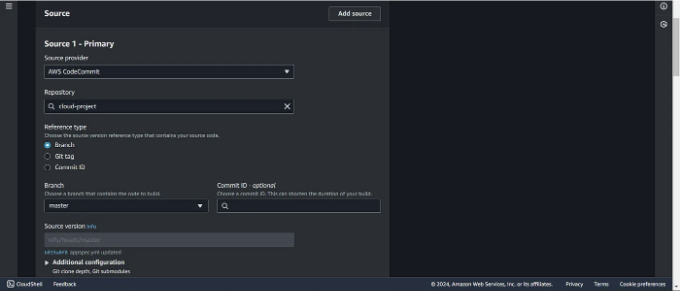 Source
Add source
Source 1 - Primary
Source provider
AWS CodeCommit
Repository
cloud-project
Reference type
Choose the source version reference type that contains your source code.
Branch
Git tag
Commit ID
Branch
Choose a branch that contains the code to build.
master
Commit ID - optional
Choose a commit ID. This can shorten the duration of your build.
Source version Info
refs/heads/master
appspec.yml updated
Additional configuration
Git clone depth, Git submodules
CloudShell
Feedback
© 2024, Amazon Web Services, Inc. or its affiliates.
Privacy
Terms
Cookie preferences